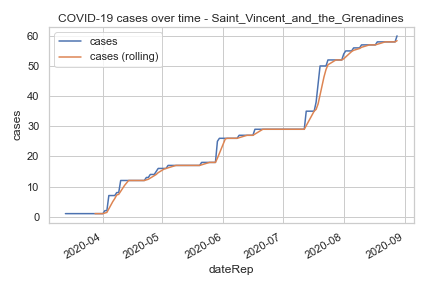 COVID-19 cases over time - Saint_Vincent_and_the_Grenadines
cases
cases (rolling)
cases
60
50
40
30
20
10
0
2020-04
2020-05
2020-06
2020-07
2020-08
2020-09
dateRep